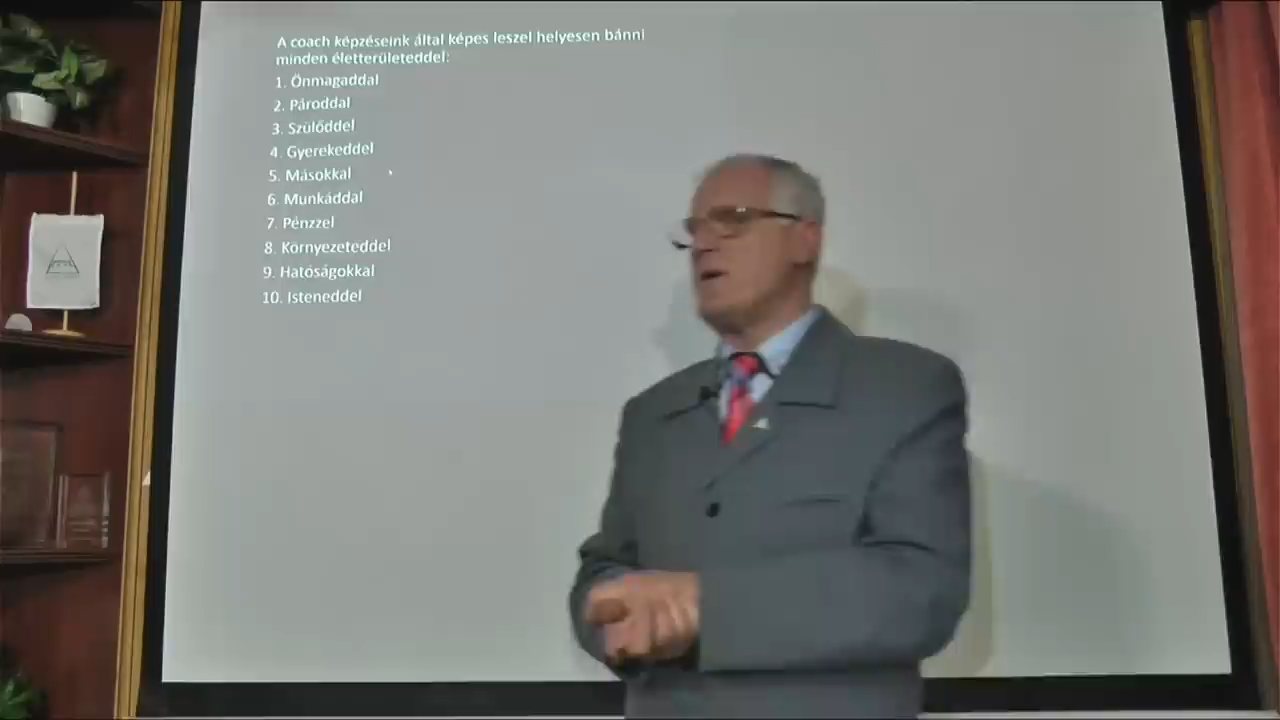 A coach képzéseink által képes leszel helyesen bánni
minden életterületeddel:
1. Önmagaddal
2. Pároddal
3. Szülőddel
4. Gyerekeddel
5. Másokkal
6. Munkáddal
7. Pénzzel
8. Környezeteddel
9. Hatóságokkal
10. Isteneddel